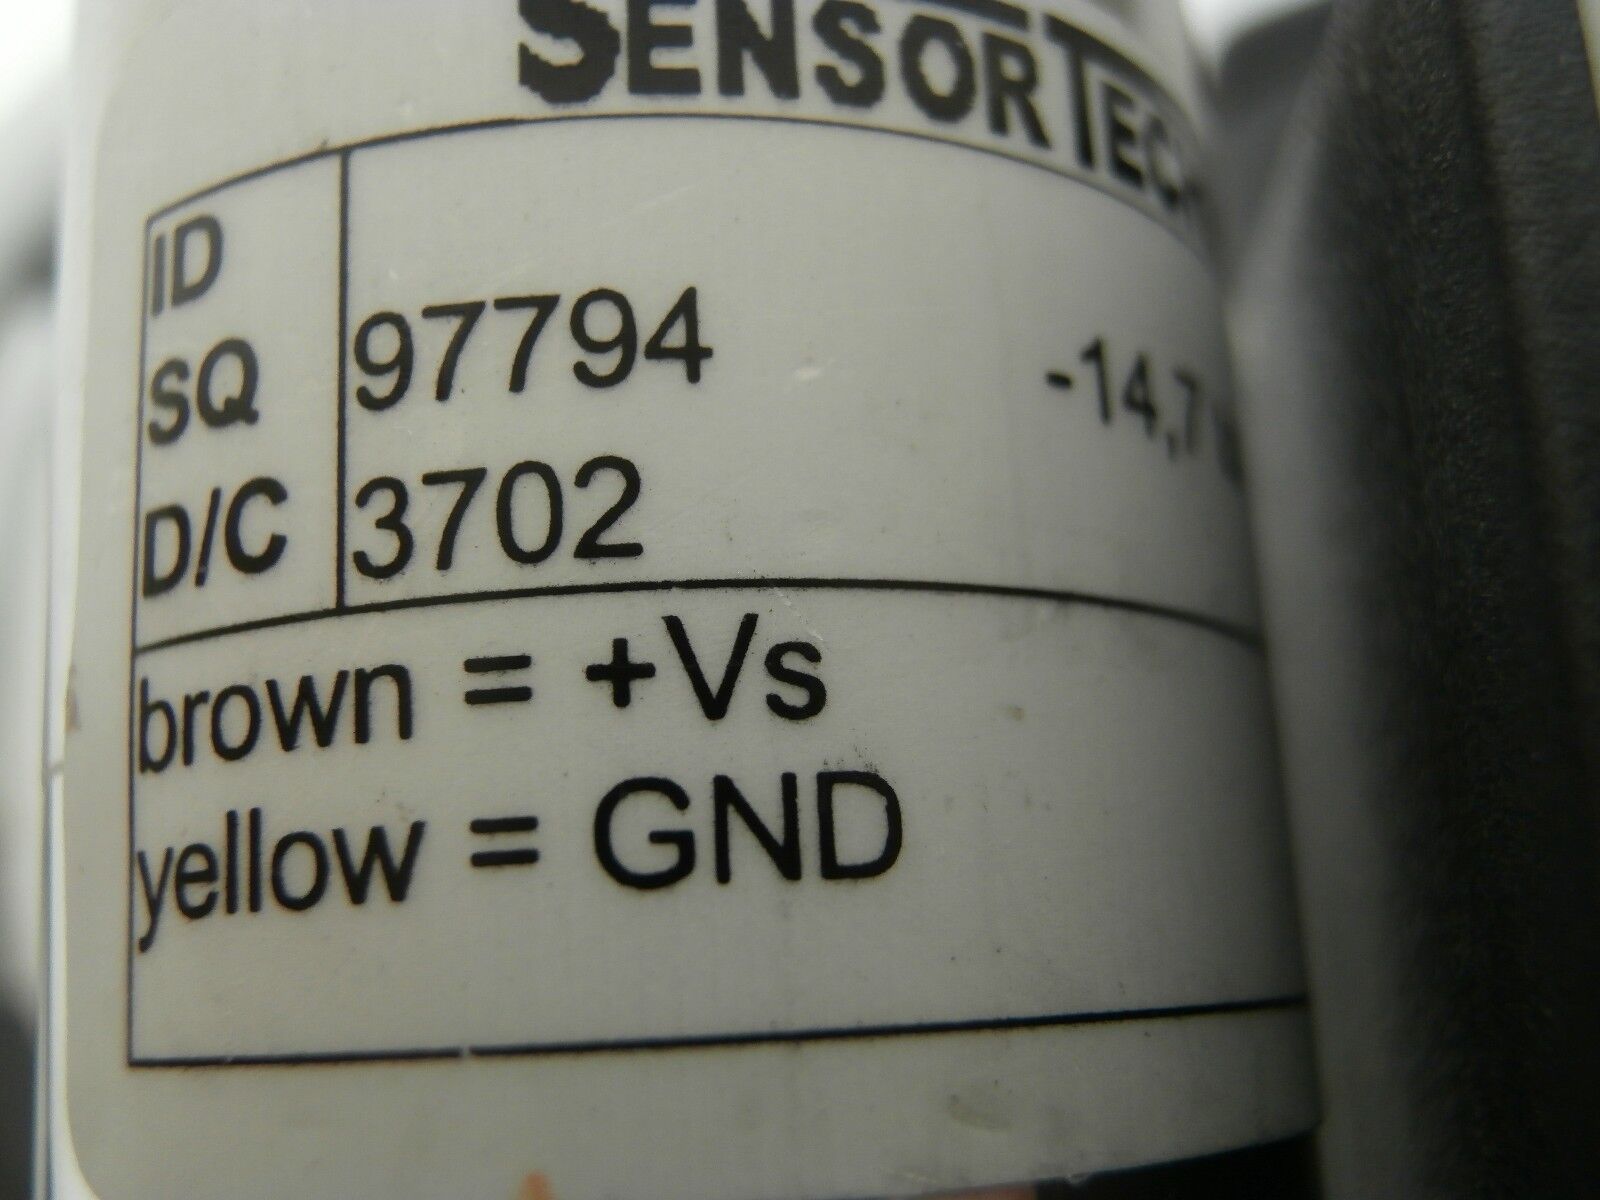 SENSORTEC
ID
SQ 97794 -14,7
D/C 3702
brown = +Vs
yellow = GND